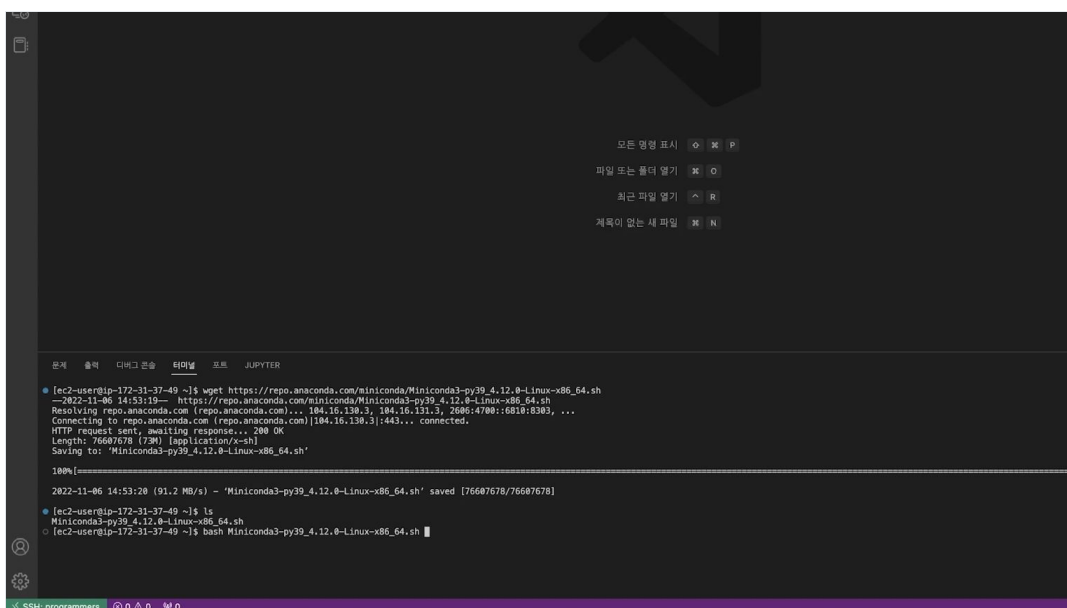 모든 명령 표시 ⇧ ⌘ P
파일 또는 폴더 열기 ⌘ O
최근 파일 열기 ^ R
제목이 없는 새 파일 ⌘ N
문제 출력 디버그 콘솔 터미널 포트 JUPYTER
[ec2-user@ip-172-31-37-49 ~]$ wget https://repo.anaconda.com/miniconda/Miniconda3-py39_4.12.0-Linux-x86_64.sh
--2022-11-06 14:53:19-- https://repo.anaconda.com/miniconda/Miniconda3-py39_4.12.0-Linux-x86_64.sh
Resolving repo.anaconda.com (repo.anaconda.com)... 104.16.130.3, 104.16.131.3, 2606:4700::6810:8303, ...
Connecting to repo.anaconda.com (repo.anaconda.com)|104.16.130.3|:443... connected.
HTTP request sent, awaiting response... 200 OK
Length: 76607678 (73M) [application/x-sh]
Saving to: ‘Miniconda3-py39_4.12.0-Linux-x86_64.sh’
100%[==========
2022-11-06 14:53:20 (91.2 MB/s) - ‘Miniconda3-py39_4.12.0-Linux-x86_64.sh’ saved [76607678/76607678]
[ec2-user@ip-172-31-37-49 ~]$ ls
Miniconda3-py39_4.12.0-Linux-x86_64.sh
[ec2-user@ip-172-31-37-49 ~]$ bash Miniconda3-py39_4.12.0-Linux-x86_64.sh
SSH: programmers 0 0 0